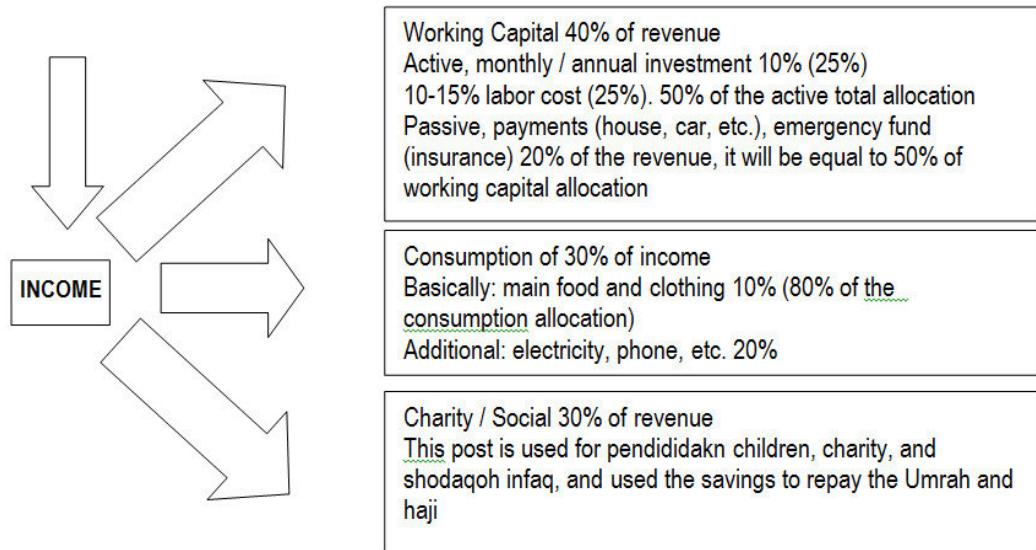 INCOME
Working Capital 40% of revenue
Active, monthly / annual investment 10% (25%)
10-15% labor cost (25%). 50% of the active total allocation
Passive, payments (house, car, etc.), emergency fund
(insurance) 20% of the revenue, it will be equal to 50% of
working capital allocation
Consumption of 30% of income
Basically: main food and clothing 10% (80% of the
consumption allocation)
Additional: electricity, phone, etc. 20%
Charity / Social 30% of revenue
This post is used for pendididakn children, charity, and
shodaqoh infaq, and used the savings to repay the Umrah and
haji